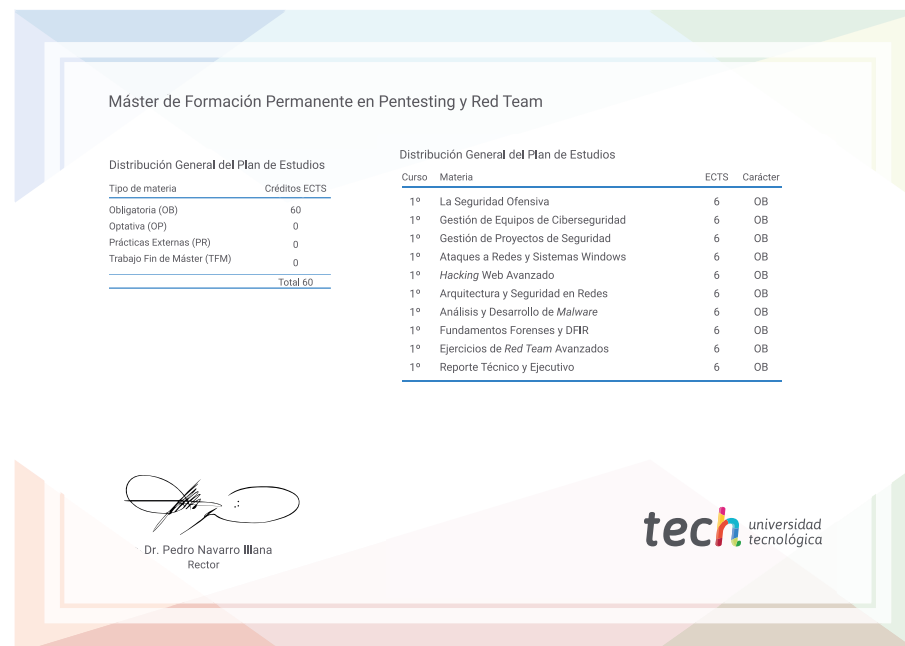 Máster de Formación Permanente en Pentesting y Red Team
Distribución General del Plan de Estudios
Tipo de materia Créditos ECTS
Obligatoria (OB) 60
Optativa (OP) 0
Prácticas Externas (PR) 0
Trabajo Fin de Máster (TFM) 0
Total 60
Distribución General del Plan de Estudios
Curso Materia ECTS Carácter
1º La Seguridad Ofensiva 6 OB
1º Gestión de Equipos de Ciberseguridad 6 OB
1º Gestión de Proyectos de Seguridad 6 OB
1º Ataques a Redes y Sistemas Windows 6 OB
1º Hacking Web Avanzado 6 OB
1º Arquitectura y Seguridad en Redes 6 OB
1º Análisis y Desarrollo de Malware 6 OB
1º Fundamentos Forenses y DFIR 6 OB
1º Ejercicios de Red Team Avanzados 6 OB
1º Reporte Técnico y Ejecutivo 6 OB
Dr. Pedro Navarro Illana
Rector
tech universidad
tecnológica